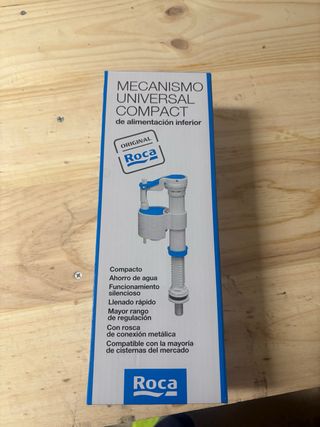 MECANISMO
UNIVERSAL
COMPACT
de alimentación inferior
ORIGINAL
Roca
Compacto
Ahorro de agua
Funcionamiento
silencioso
Llenado rápido
Mayor rango
de regulación
Con rosca
de conexión metálica
Compatible con la mayoría
de cisternas del mercado
Roca